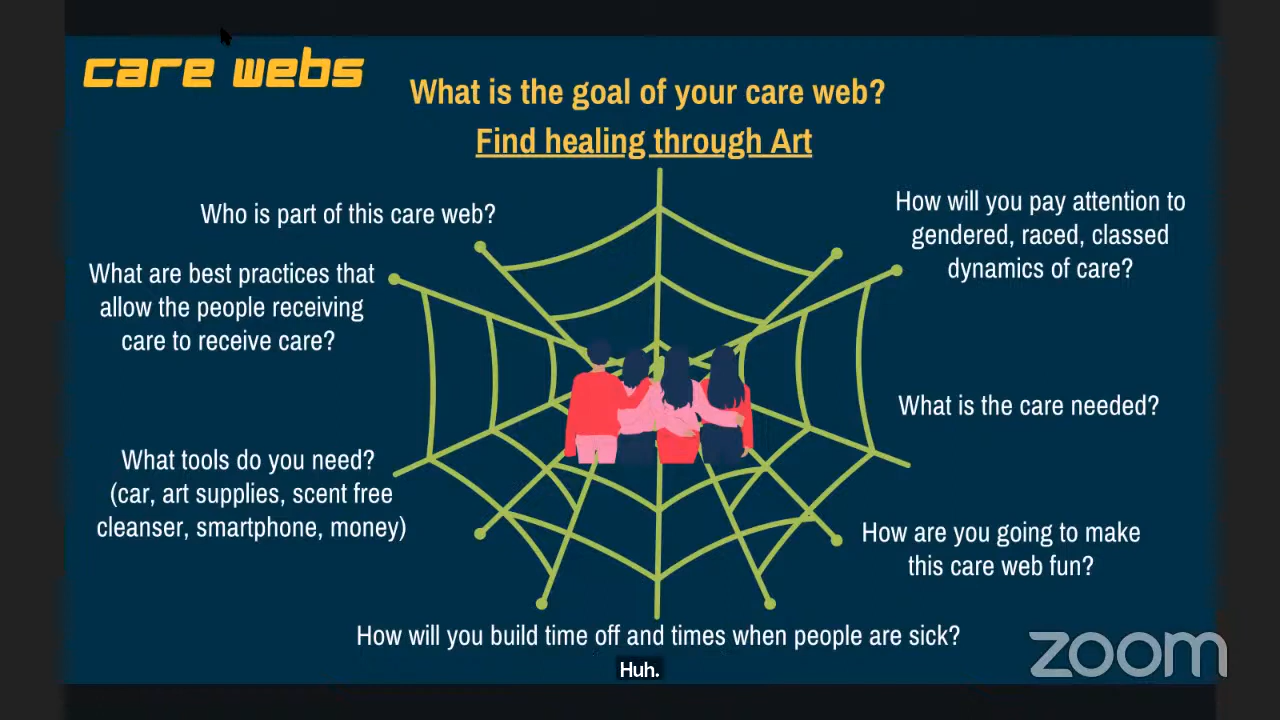 care webs
What is the goal of your care web?
Find healing through Art
Who is part of this care web?
How will you pay attention to
gendered, raced, classed
dynamics of care?
What are best practices that
allow the people receiving
care to receive care?
What is the care needed?
What tools do you need?
(car, art supplies, scent free
cleanser, smartphone, money)
How are you going to make
this care web fun?
How will you build time off and times when people are sick?
Huh.
zoom